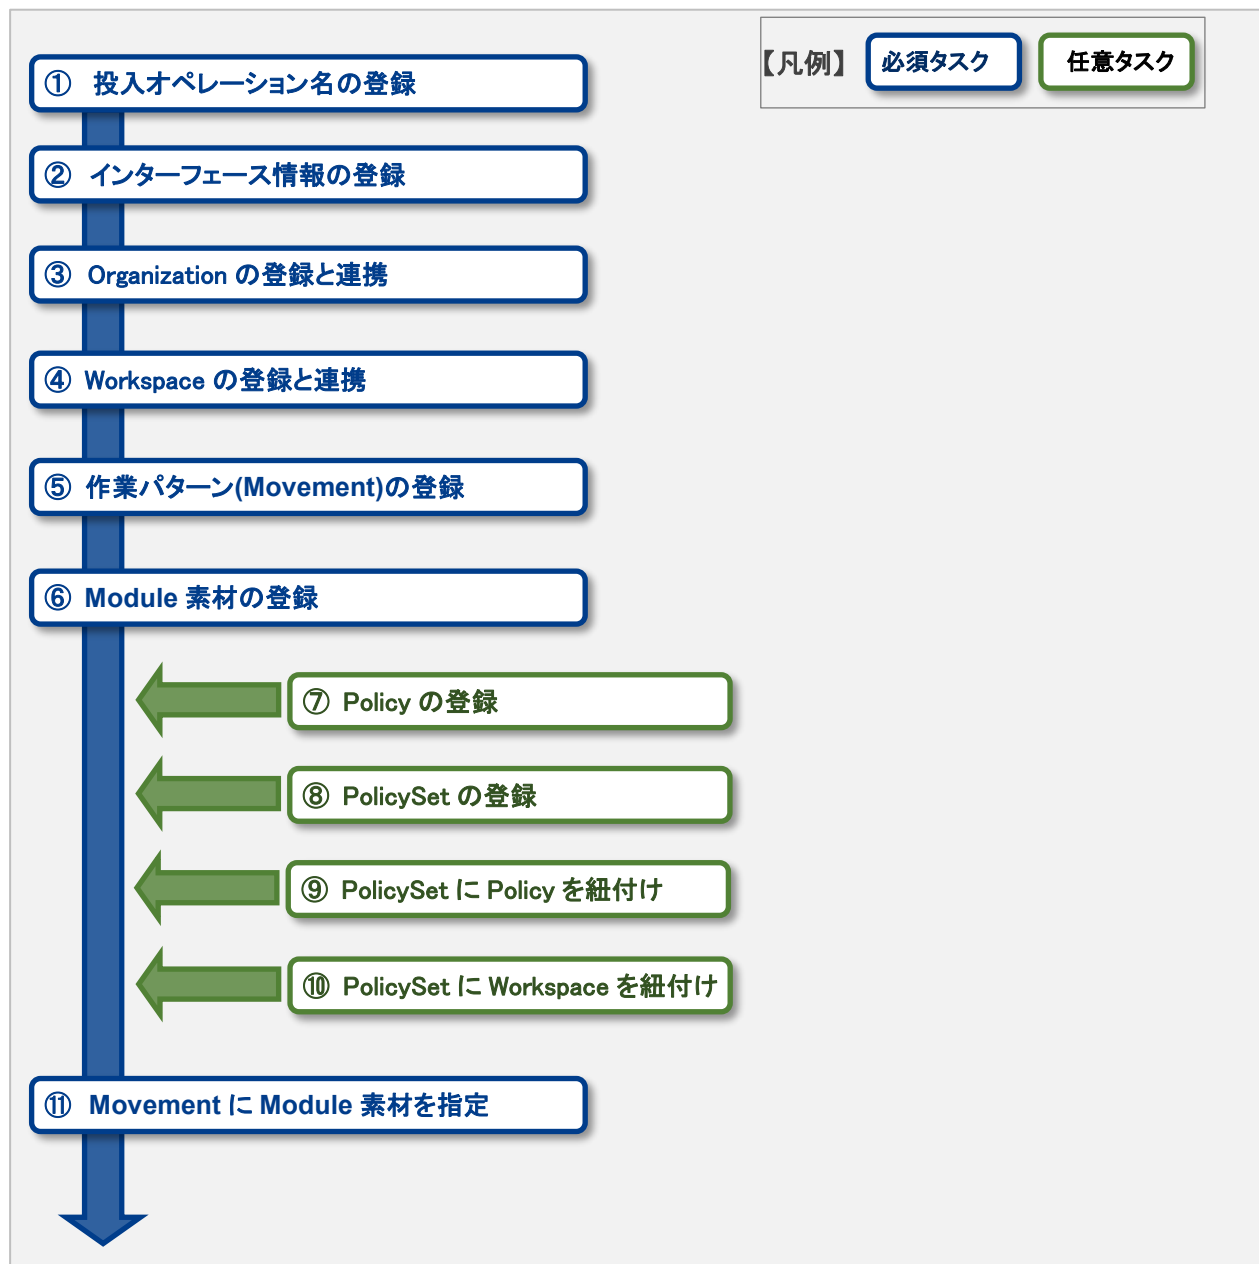 【凡例】 必須タスク 任意タスク
① 投入オペレーション名の登録
② インターフェース情報の登録
③ Organization の登録と連携
④ Workspace の登録と連携
⑤ 作業パターン(Movement)の登録
⑥ Module 素材の登録
⑦ Policy の登録
⑧ PolicySet の登録
⑨ PolicySet に Policy を紐付け
⑩ PolicySet に Workspace を紐付け
⑪ Movement に Module 素材を指定